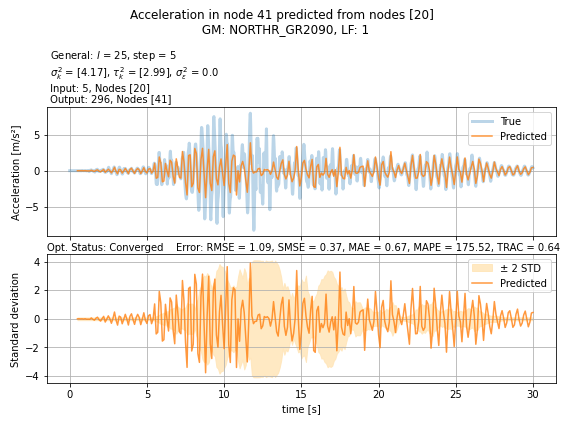 Acceleration in node 41 predicted from nodes [20]
GM: NORTHR_GR2090, LF: 1
General: l = 25, step = 5
σ²ₖ = [4.17], τ²ₖ = [2.99], σ²ε = 0.0
Input: 5, Nodes [20]
Output: 296, Nodes [41]
Acceleration [m/s²]
5
0
−5
True
Predicted
Opt. Status: Converged    Error: RMSE = 1.09, SMSE = 0.37, MAE = 0.67, MAPE = 175.52, TRAC = 0.64
Standard deviation
4
2
0
−2
−4
± 2 STD
Predicted
0 5 10 15 20 25 30
time [s]